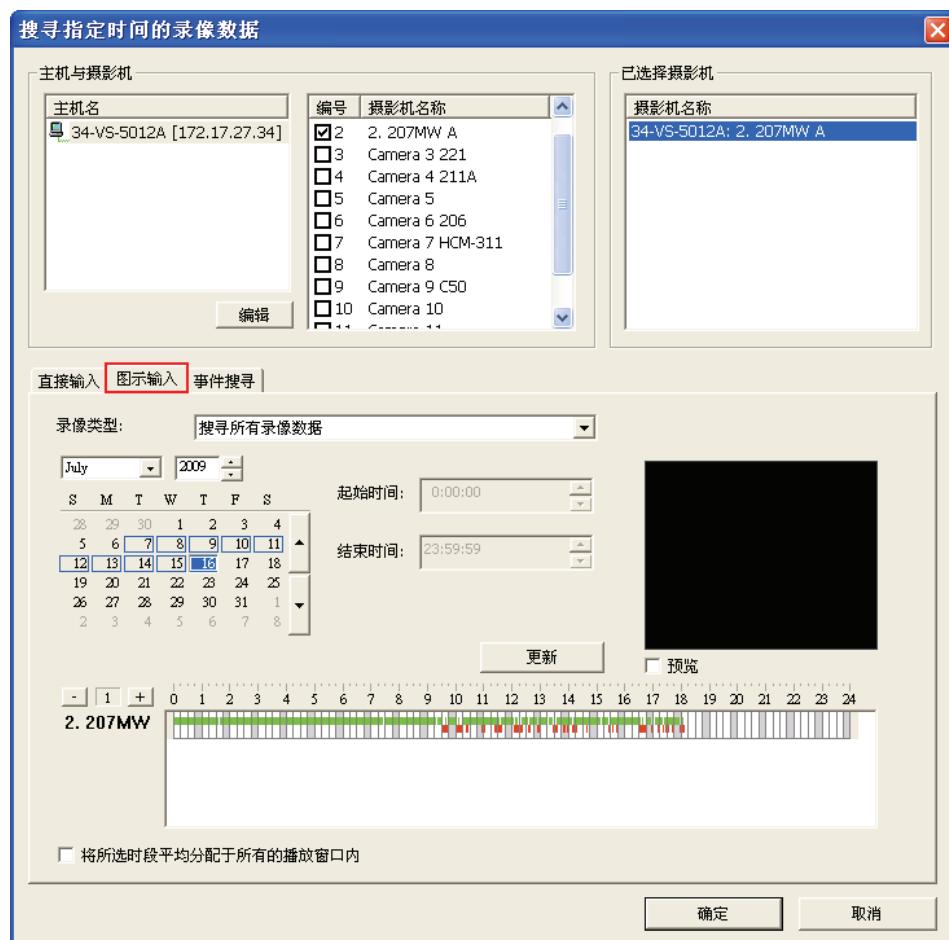 搜寻指定时间的录像数据
主机与摄影机
主机名
34-VS-5012A [172.17.27.34]
编辑
编号 摄影机名称
2 2. 207MW A
3 Camera 3 221
4 Camera 4 211A
5 Camera 5
6 Camera 6 206
7 Camera 7 HCM-311
8 Camera 8
9 Camera 9 C50
10 Camera 10
11 Camera 11
已选择摄影机
摄影机名称
34-VS-5012A: 2. 207MW A
直接输入 图示输入 事件搜寻
录像类型: 搜寻所有录像数据
July 2009
S M T W T F S
28 29 30 1 2 3 4
5 6 7 8 9 10 11
12 13 14 15 16 17 18
19 20 21 22 23 24 25
26 27 28 29 30 31 1
2 3 4 5 6 7 8
起始时间: 0:00:00
结束时间: 23:59:59
更新
预览
- 1 + 0 1 2 3 4 5 6 7 8 9 10 11 12 13 14 15 16 17 18 19 20 21 22 23 24
2. 207MW
将所选时段平均分配于所有的播放窗口内
确定 取消